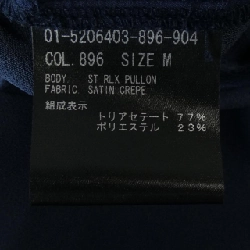 01-5206403-896-904
COL. 896 SIZE M
BODY. ST RLX PULLON
FABRIC. SATIN CREPE
組成表示
トリアセテート 77%
ポリエステル 23%